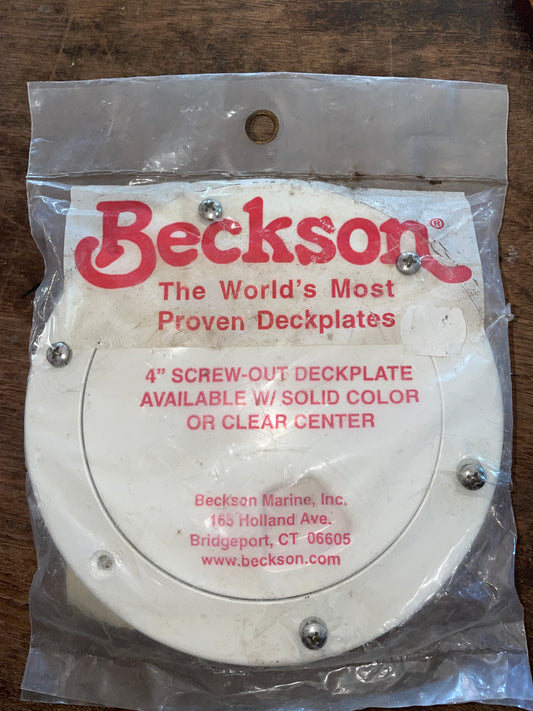 Beckson®
The World's Most
Proven Deckplates
4" SCREW-OUT DECKPLATE
AVAILABLE W/ SOLID COLOR
OR CLEAR CENTER
Beckson Marine, Inc.
165 Holland Ave.
Bridgeport, CT 06605
www.beckson.com